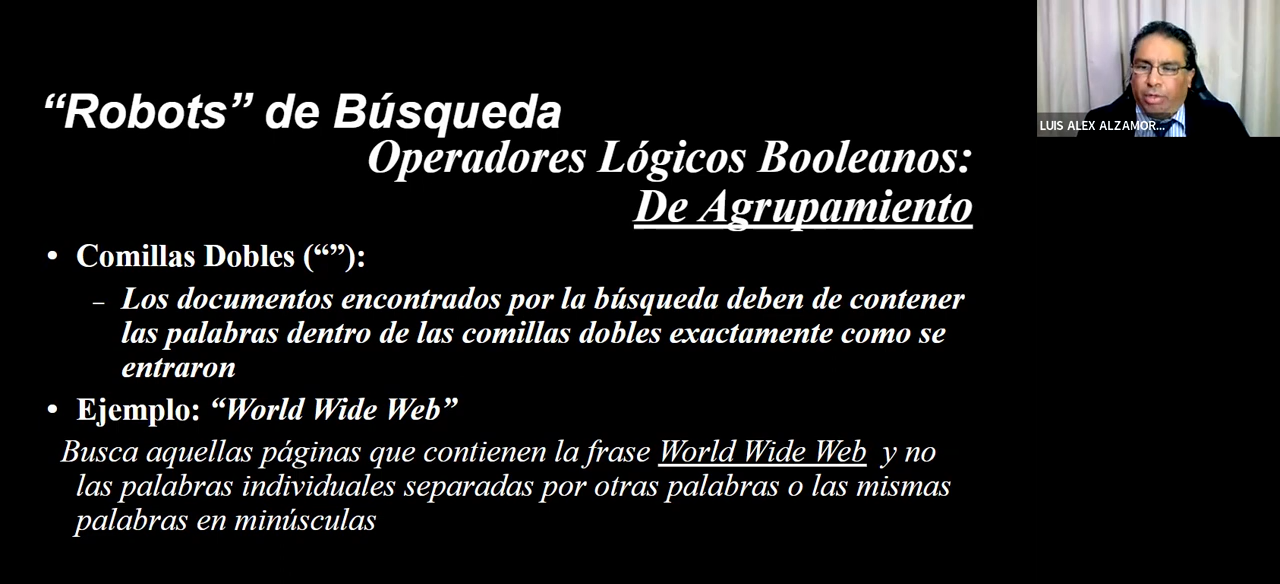 LUIS ALEX ALZAMOR...
“Robots” de Búsqueda
Operadores Lógicos Booleanos:
De Agrupamiento
• Comillas Dobles (“”):
– Los documentos encontrados por la búsqueda deben de contener
las palabras dentro de las comillas dobles exactamente como se
entraron
• Ejemplo: “World Wide Web”
Busca aquellas páginas que contienen la frase World Wide Web y no
las palabras individuales separadas por otras palabras o las mismas
palabras en minúsculas